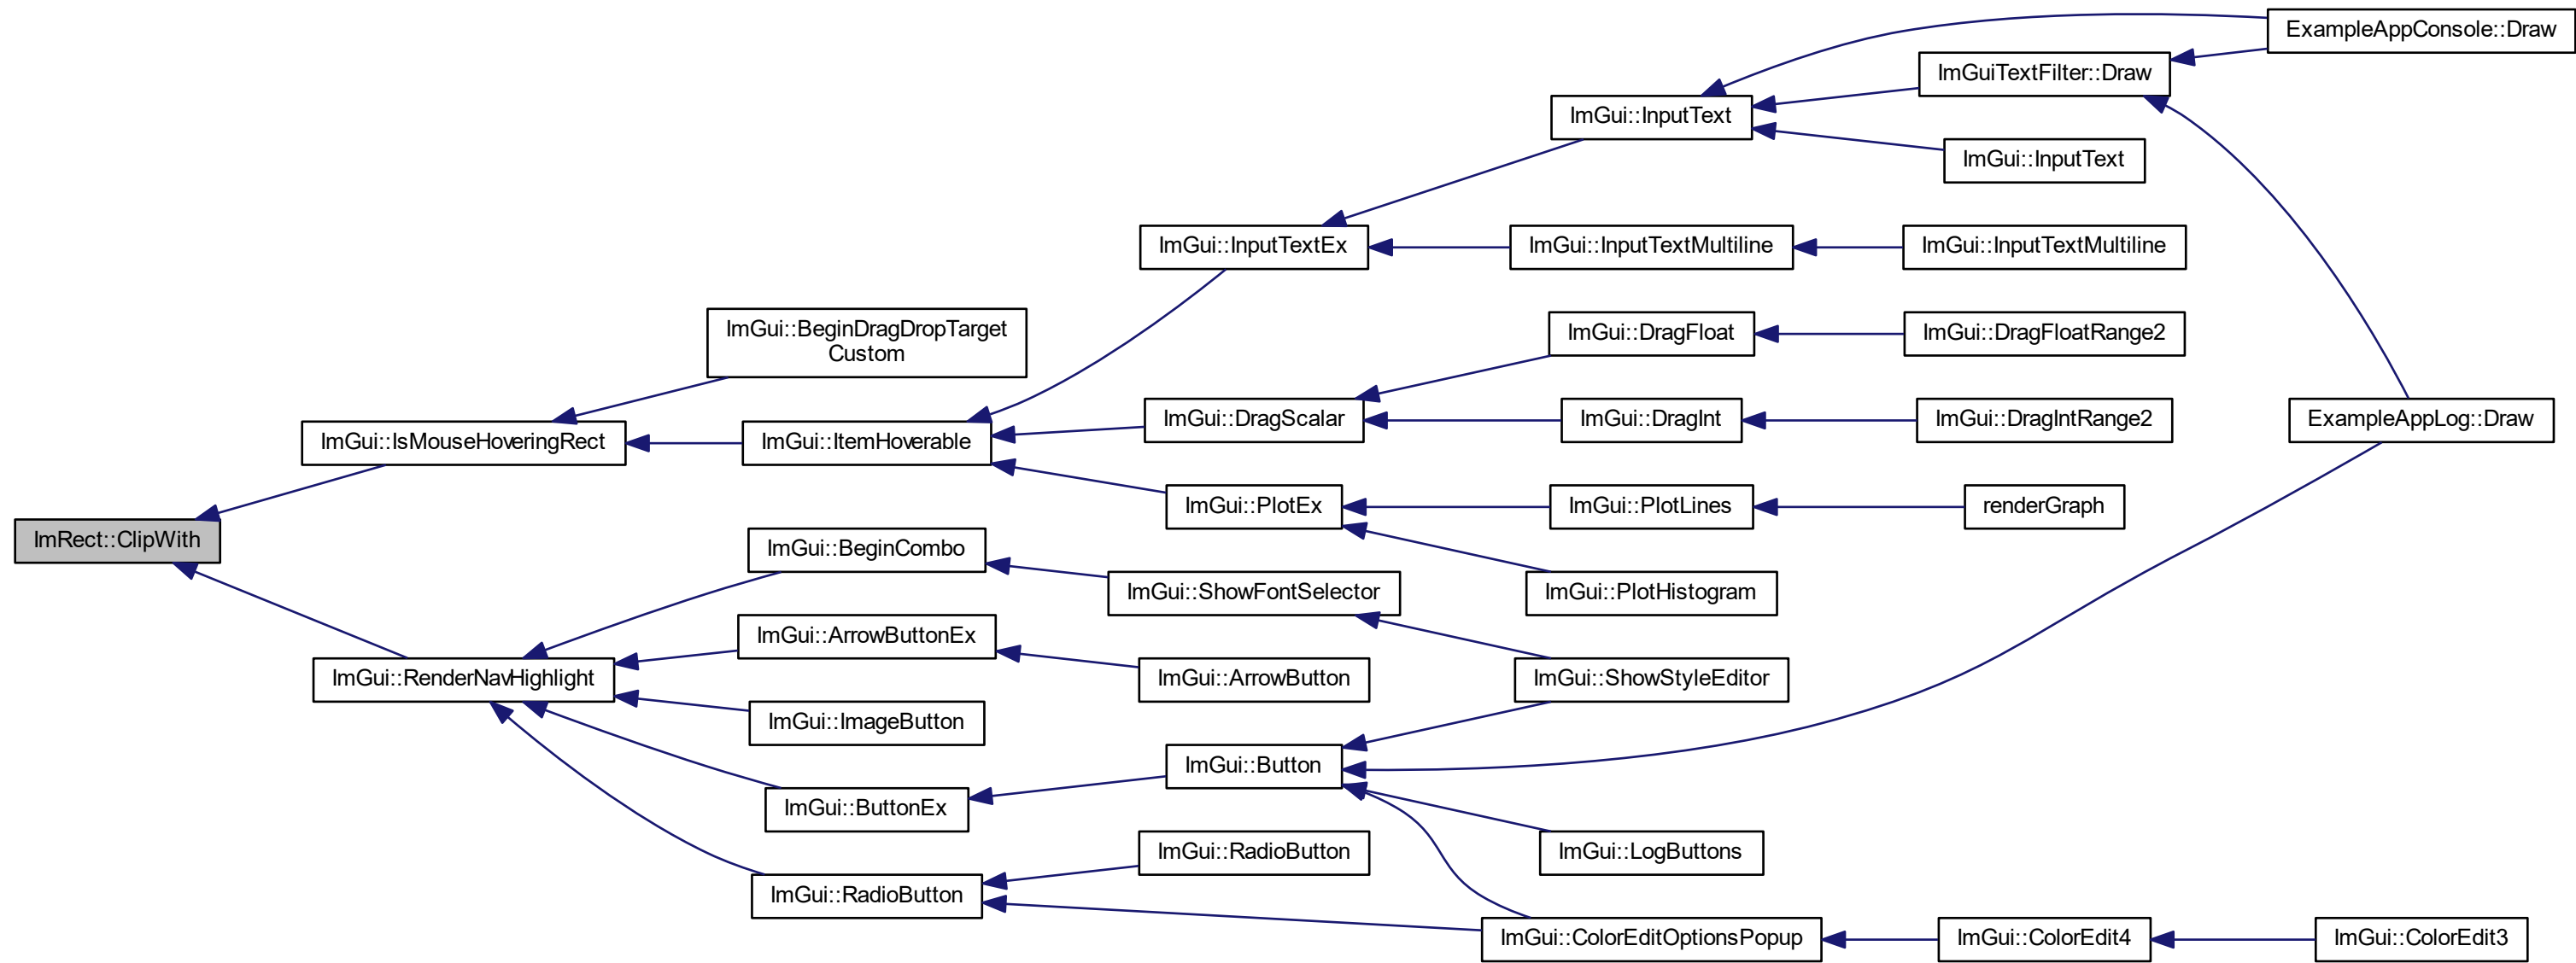 ExampleAppConsole::Draw
ImGuiTextFilter::Draw
ImGui::InputText
ImGui::InputText
ImGui::InputTextEx
ImGui::InputTextMultiline
ImGui::InputTextMultiline
ImGui::BeginDragDropTarget
Custom
ImGui::DragFloat
ImGui::DragFloatRange2
ImGui::IsMouseHoveringRect
ImGui::ItemHoverable
ImGui::DragScalar
ImGui::DragInt
ImGui::DragIntRange2
ExampleAppLog::Draw
ImGui::PlotEx
ImGui::PlotLines
renderGraph
ImRect::ClipWith
ImGui::BeginCombo
ImGui::ShowFontSelector
ImGui::PlotHistogram
ImGui::ArrowButtonEx
ImGui::RenderNavHighlight
ImGui::ArrowButton
ImGui::ShowStyleEditor
ImGui::ImageButton
ImGui::Button
ImGui::ButtonEx
ImGui::RadioButton
ImGui::LogButtons
ImGui::RadioButton
ImGui::ColorEditOptionsPopup
ImGui::ColorEdit4
ImGui::ColorEdit3